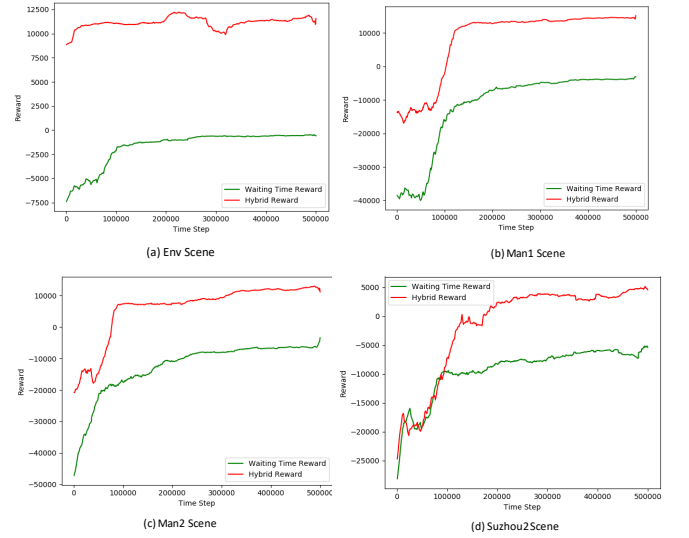 12500
10000
7500
5000
2500
0
−2500
−5000
−7500
Reward
0
100000
200000
300000
400000
500000
Time Step
Waiting Time Reward
Hybrid Reward
(a) Env Scene
10000
0
−10000
−20000
−30000
−40000
Reward
0
100000
200000
300000
400000
500000
Time Step
Waiting Time Reward
Hybrid Reward
(b) Man1 Scene
10000
0
−10000
−20000
−30000
−40000
−50000
Reward
0
100000
200000
300000
400000
500000
Time Step
Waiting Time Reward
Hybrid Reward
(c) Man2 Scene
5000
0
−5000
−10000
−15000
−20000
−25000
Reward
0
100000
200000
300000
400000
500000
Time Step
Waiting Time Reward
Hybrid Reward
(d) Suzhou2Scene